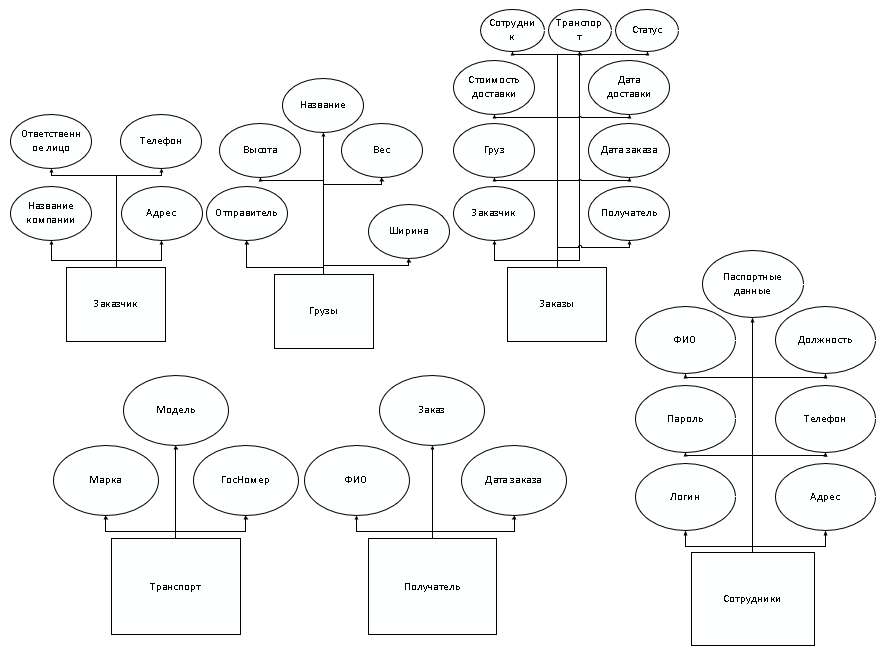 Сотрудни
к
Транспор
т
Статус
Стоимость
доставки
Дата
доставки
Груз
Дата заказа
Заказчик
Получатель
Заказы
Название
Высота
Вес
Отправитель
Ширина
Грузы
Ответственн
ое лицо
Телефон
Название
компании
Адрес
Заказчик
Паспортные
данные
ФИО
Должность
Пароль
Телефон
Логин
Адрес
Сотрудники
Модель
Марка
ГосНомер
Транспорт
Заказ
ФИО
Дата заказа
Получатель